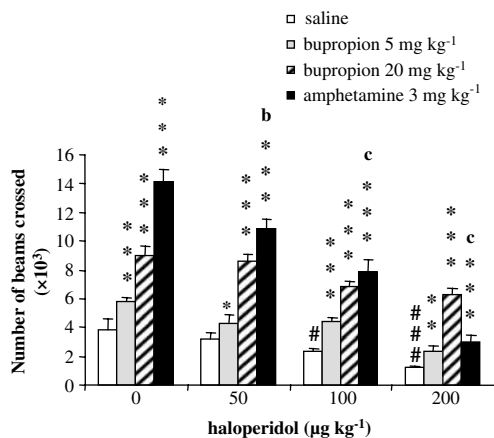 saline
bupropion 5 mg kg-1
bupropion 20 mg kg-1
amphetamine 3 mg kg-1
Number of beams crossed
(×10³)
16
14
12
10
8
6
4
2
0
* * *
* * *
* * *
b
*
* * *
* * *
c
#
* * *
* * *
* * *
c
# # #
* *
* * *
* * *
0 50 100 200
haloperidol (µg kg-1)